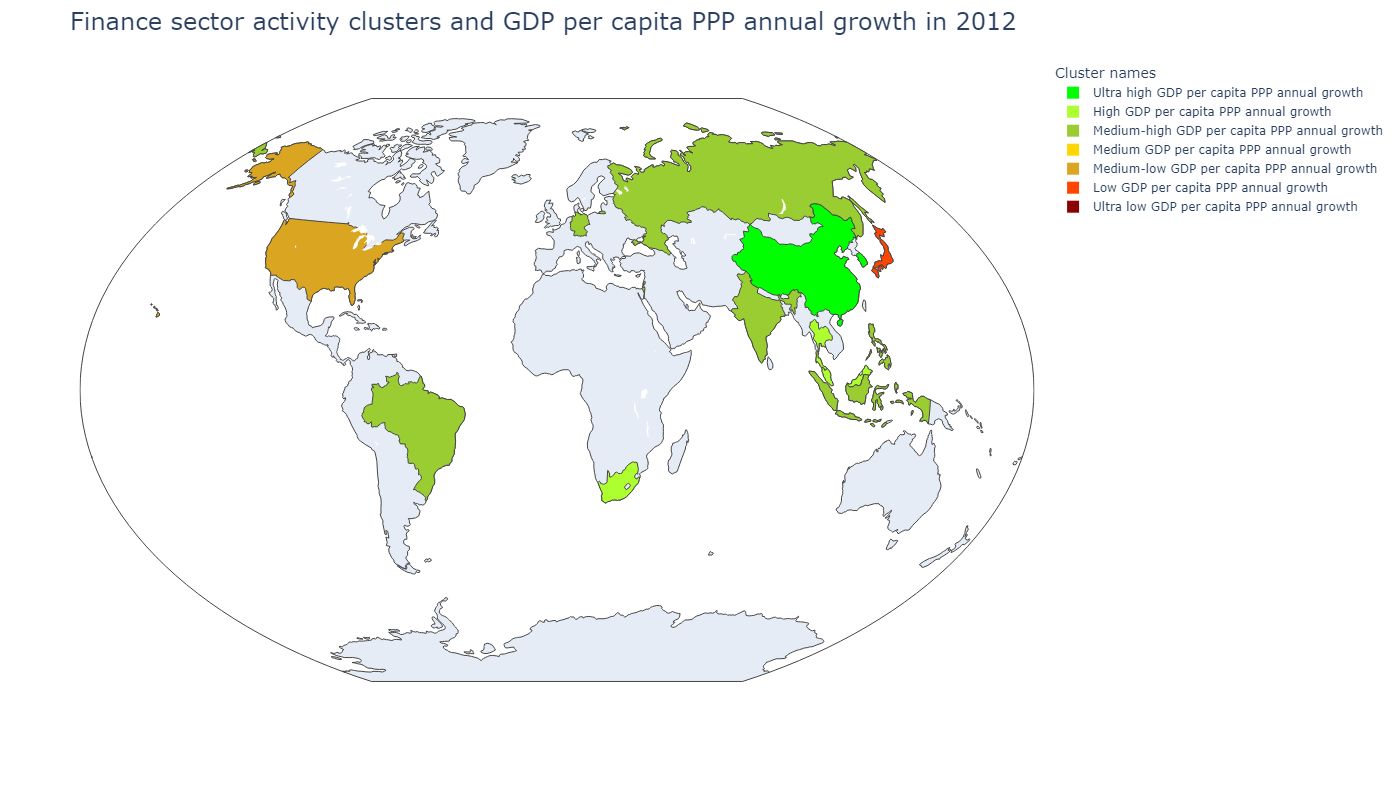 Finance sector activity clusters and GDP per capita PPP annual growth in 2012
Cluster names
Ultra high GDP per capita PPP annual growth
High GDP per capita PPP annual growth
Medium-high GDP per capita PPP annual growth
Medium GDP per capita PPP annual growth
Medium-low GDP per capita PPP annual growth
Low GDP per capita PPP annual growth
Ultra low GDP per capita PPP annual growth